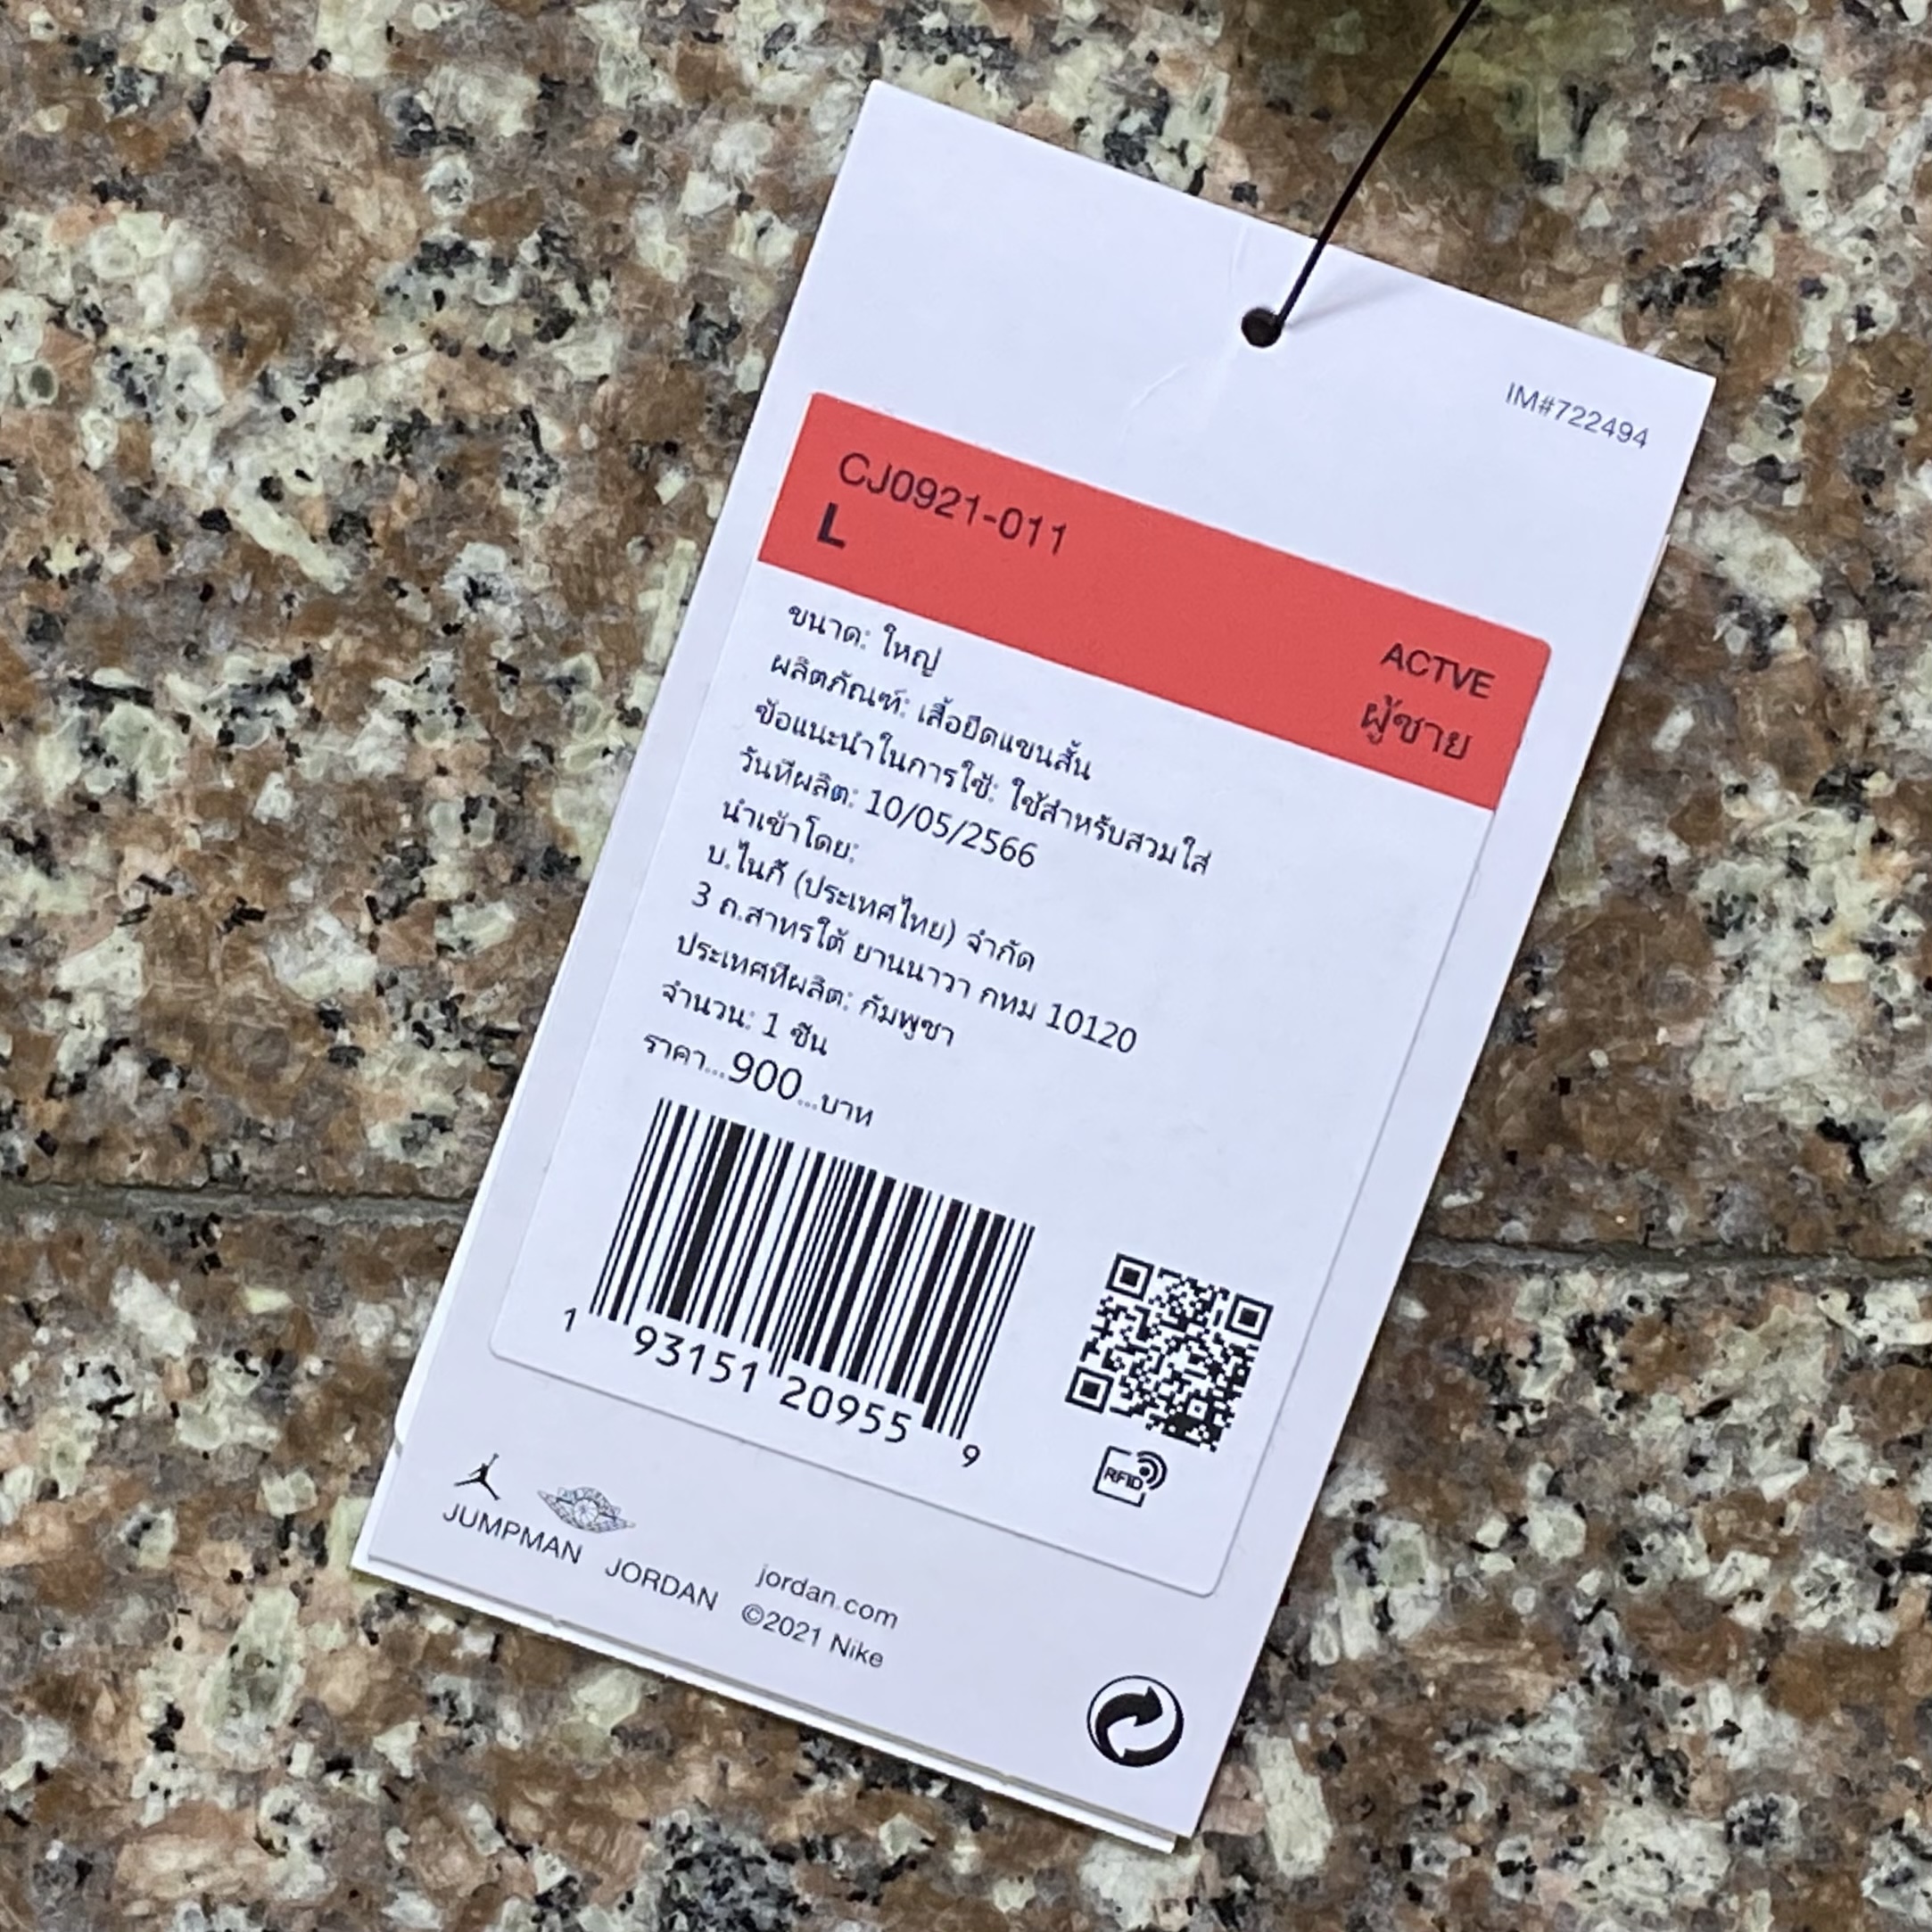 IM#722494
CJ0921-011
L
ACTVE
ผู้ชาย
ขนาด: ใหญ่
ผลิตภัณฑ์: เสื้อยืดแขนสั้น
ข้อแนะนำในการใช้: ใช้สำหรับสวมใส่
วันที่ผลิต: 10/05/2566
นำเข้าโดย:
บ.ไนกี้ (ประเทศไทย) จำกัด
3 ถ.สาทรใต้ ยานนาวา กทม 10120
ประเทศที่ผลิต: กัมพูชา
จำนวน: 1 ชิ้น
ราคา...900...บาท
1 93151 20955 9
RFID
JUMPMAN JORDAN
jordan.com
©2021 Nike